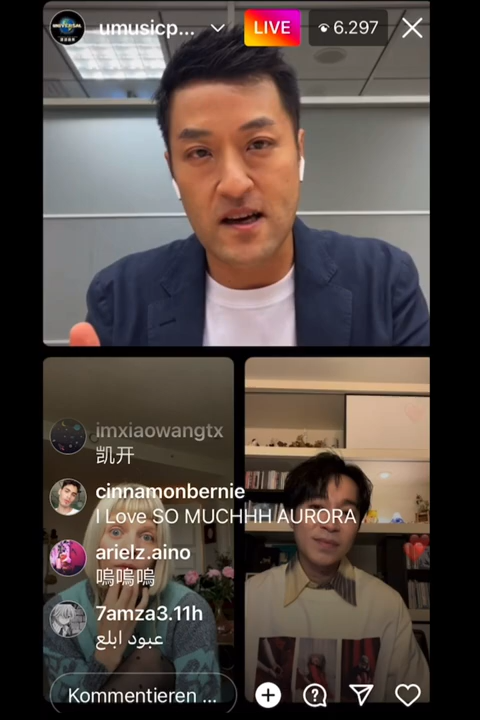 UNIVERSAL
umusicp...
LIVE
6.297
imxiaowangtx
凯开
cinnamonbernie
I Love SO MUCHHH AURORA
arielz.aino
嗚嗚嗚
7amza3.11h
عبود ابلع
Kommentieren ...